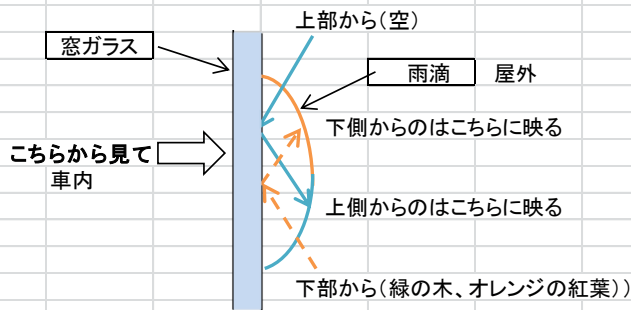 上部から(空)
窓ガラス
雨滴 屋外
下側からのはこちらに映る
こちらから見て
車内
上側からのはこちらに映る
下部から(緑の木、オレンジの紅葉))